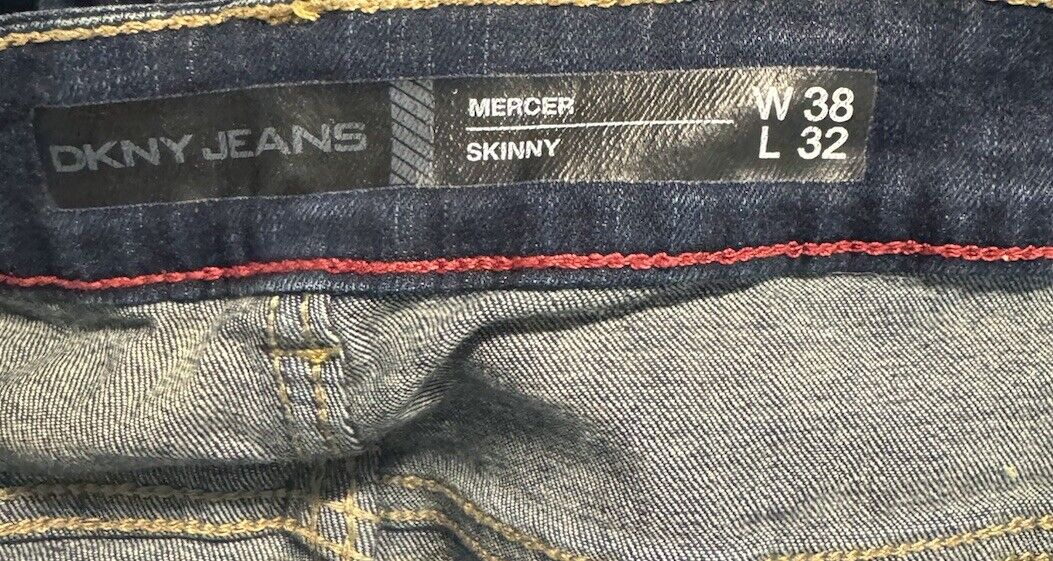 DKNY JEANS
MERCER
SKINNY
W 38
L 32